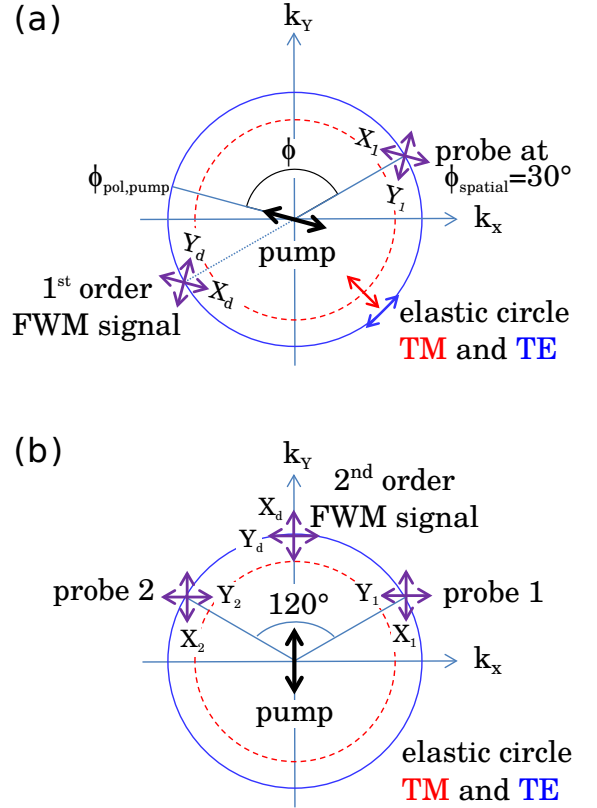 (a)
k_Y
X_1
probe at
ϕ_spatial=30°
ϕ
ϕ_pol,pump
Y_1
k_X
pump
Y_d
X_d
1st order
FWM signal
elastic circle
TM and TE
(b)
k_Y
2nd order
FWM signal
X_d
Y_d
probe 2
Y_2
120°
Y_1
probe 1
X_2
X_1
k_X
pump
elastic circle
TM and TE